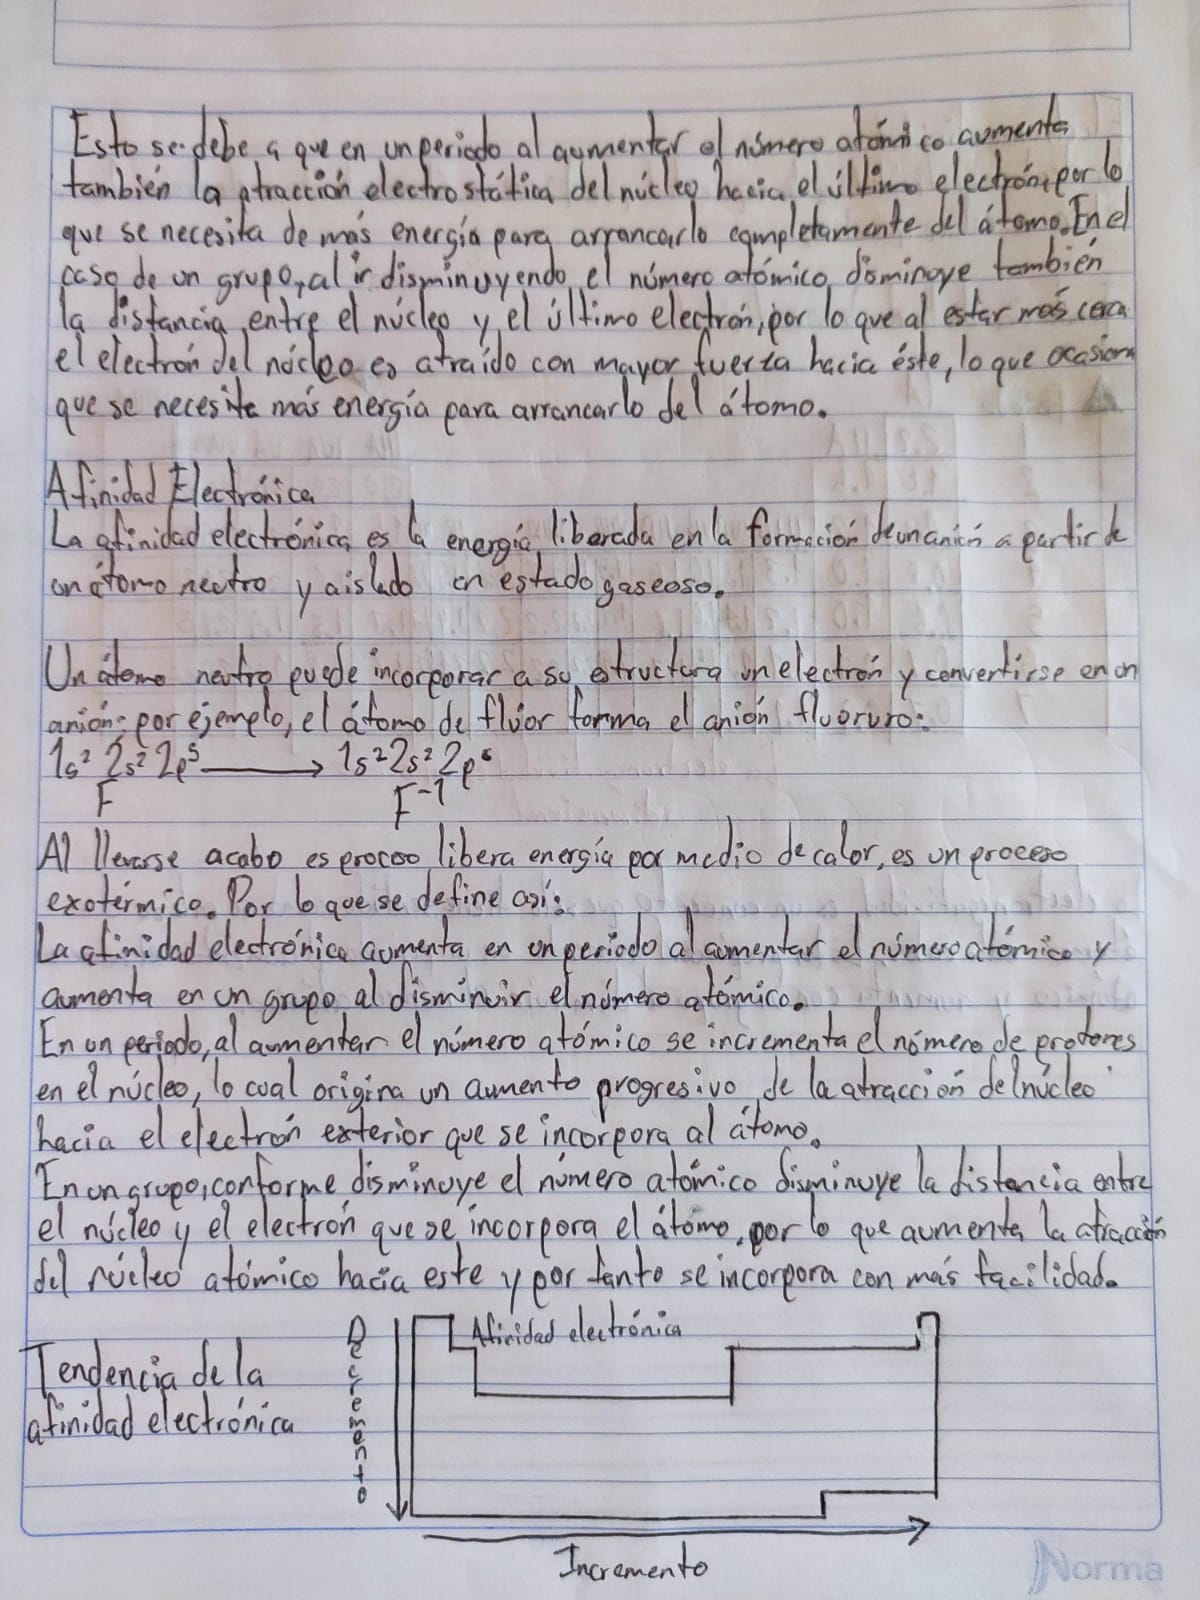 Esto se debe a que en un periodo al aumentar el número atómico aumenta
también la atracción electrostática del núcleo hacia el último electrón, por lo
que se necesita de más energía para arrancarlo completamente del átomo. En el
caso de un grupo, al ir disminuyendo el número atómico disminuye también
la distancia entre el núcleo y el último electrón, por lo que al estar más cerca
el electrón del núcleo es atraído con mayor fuerza hacia éste, lo que ocasiona
que se necesite más energía para arrancarlo del átomo.
Afinidad Electrónica
La afinidad electrónica es la energía liberada en la formación de un anión a partir de
un átomo neutro y aislado en estado gaseoso.
Un átomo neutro puede incorporar a su estructura un electrón y convertirse en un
anión; por ejemplo, el átomo de flúor forma el anión fluoruro:
1s² 2s² 2p⁵ → 1s² 2s² 2p⁶
F F⁻¹
Al llevarse acabo es proceso libera energía por medio de calor, es un proceso
exotérmico. Por lo que se define así:
La afinidad electrónica aumenta en un periodo al aumentar el número atómico y
aumenta en un grupo al disminuir el número atómico.
En un periodo, al aumentar el número atómico se incrementa el número de protones
en el núcleo, lo cual origina un aumento progresivo de la atracción del núcleo
hacia el electrón exterior que se incorpora al átomo.
En un grupo, conforme disminuye el número atómico disminuye la distancia entre
el núcleo y el electrón que se incorpora el átomo, por lo que aumenta la atracción
del núcleo atómico hacia este y por tanto se incorpora con más facilidad.
Tendencia de la
afinidad electrónica
Decremento
Afinidad electrónica
Incremento
Norma